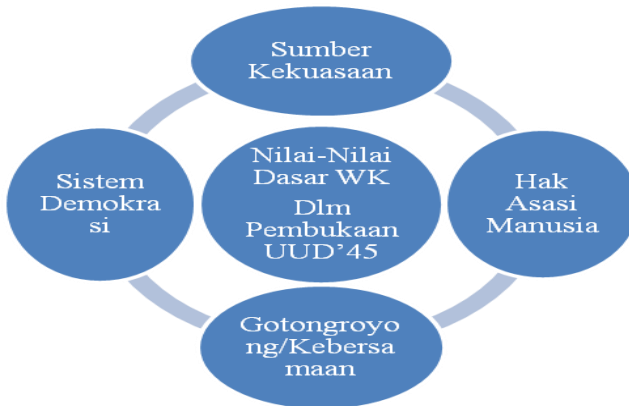 Sumber
Kekuasaan
Nilai-Nilai
Dasar WK
Dlm
Pembukaan
UUD’45
Sistem
Demokra
si
Hak
Asasi
Manusia
Gotongroyo
ng/Kebersa
maan